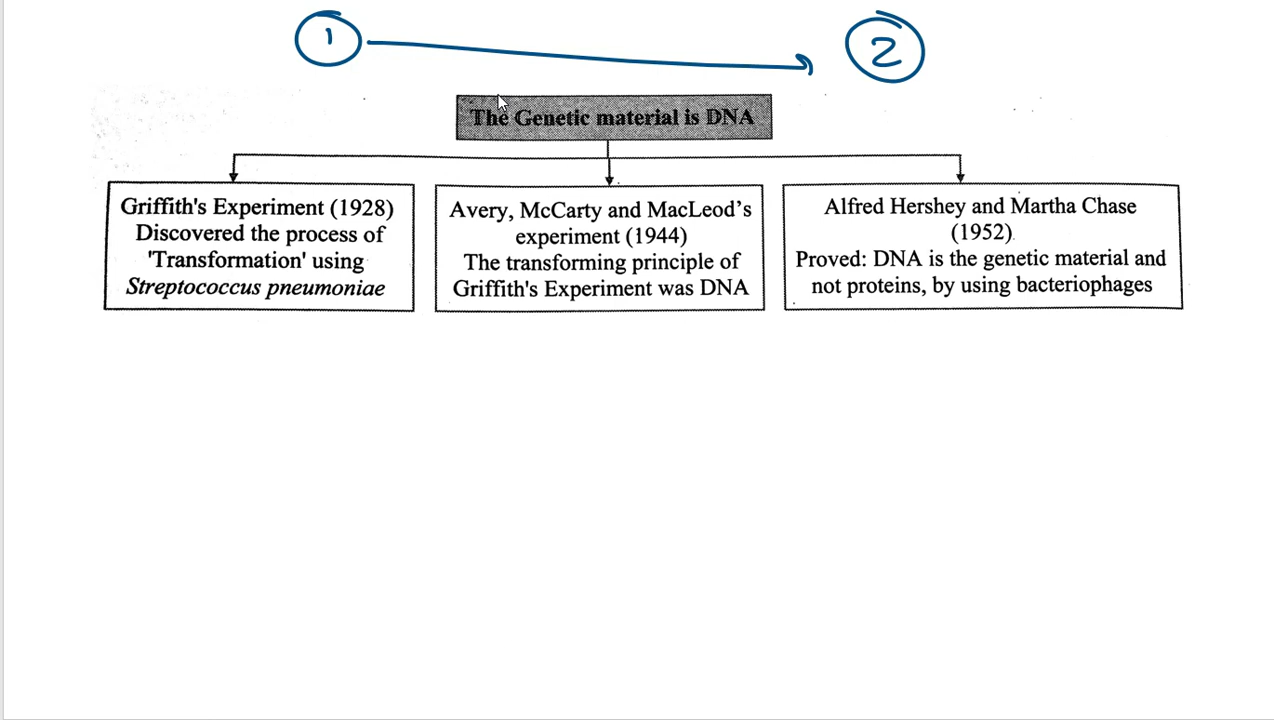 1
2
The Genetic material is DNA
Griffith's Experiment (1928)
Discovered the process of
'Transformation' using
Streptococcus pneumoniae
Avery, McCarty and MacLeod's
experiment (1944)
The transforming principle of
Griffith's Experiment was DNA
Alfred Hershey and Martha Chase
(1952)
Proved: DNA is the genetic material and
not proteins, by using bacteriophages